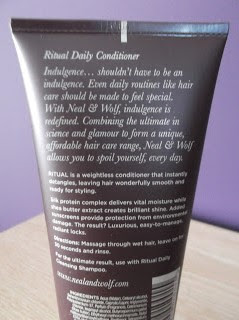 Ritual Daily Conditioner
Indulgence... shouldn't have to be an
indulgence. Even daily routines like hair
care should be made to feel special.
With Neal & Wolf, indulgence is
redefined. Combining the ultimate in
science and glamour to form a unique,
affordable hair care range, Neal & Wolf
allows you to spoil yourself, every day.
RITUAL is a weightless conditioner that instantly
detangles, leaving hair wonderfully smooth and
ready for styling.
Silk protein complex delivers vital moisture while
shea butter extract creates brilliant shine. Added
sunscreens provide protection from environmental
damage. The result? Luxurious, easy-to-manage,
radiant locks.
Directions: Massage through wet hair, leave on for
30 seconds and rinse.
For the ultimate result, use with Ritual Daily
Cleansing Shampoo.
www.nealandwolf.com
INGREDIENTS